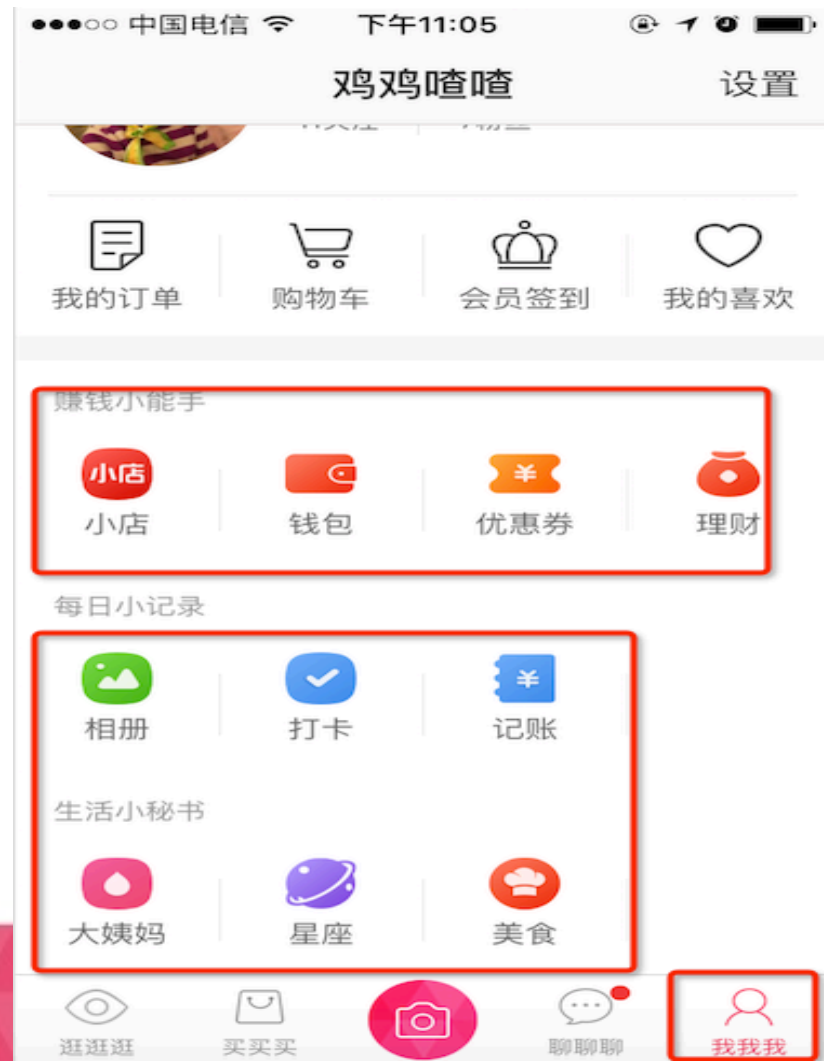 中国电信 下午11:05
鸡鸡喳喳 设置
我的订单 购物车 会员签到 我的喜欢
赚钱小能手
小店
小店 钱包 优惠券 理财
每日小记录
相册 打卡 记账
生活小秘书
大姨妈 星座 美食
逛逛逛 买买买 聊聊聊 我我我